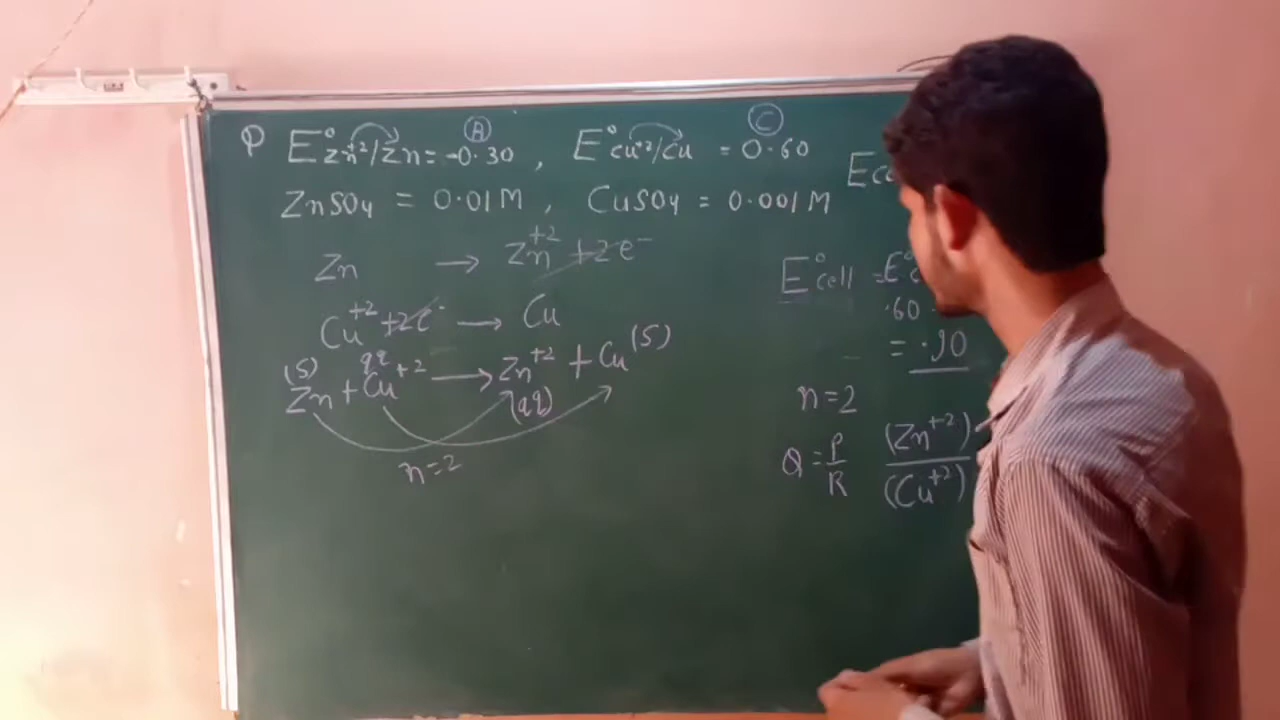 Q E° Zn+2/Zn = -0.30 , E° Cu+2/Cu = 0.60
A C
ZnSO4 = 0.01 M , CuSO4 = 0.001 M
Zn → Zn+2 + 2e-
Cu+2 + 2e- → Cu
(S) Zn + Cu+2 (aq) → Zn+2 (aq) + Cu (S)
n=2
E°cell = E°
.60
= .90
n=2
Q = P/R (Zn+2)/(Cu+2)